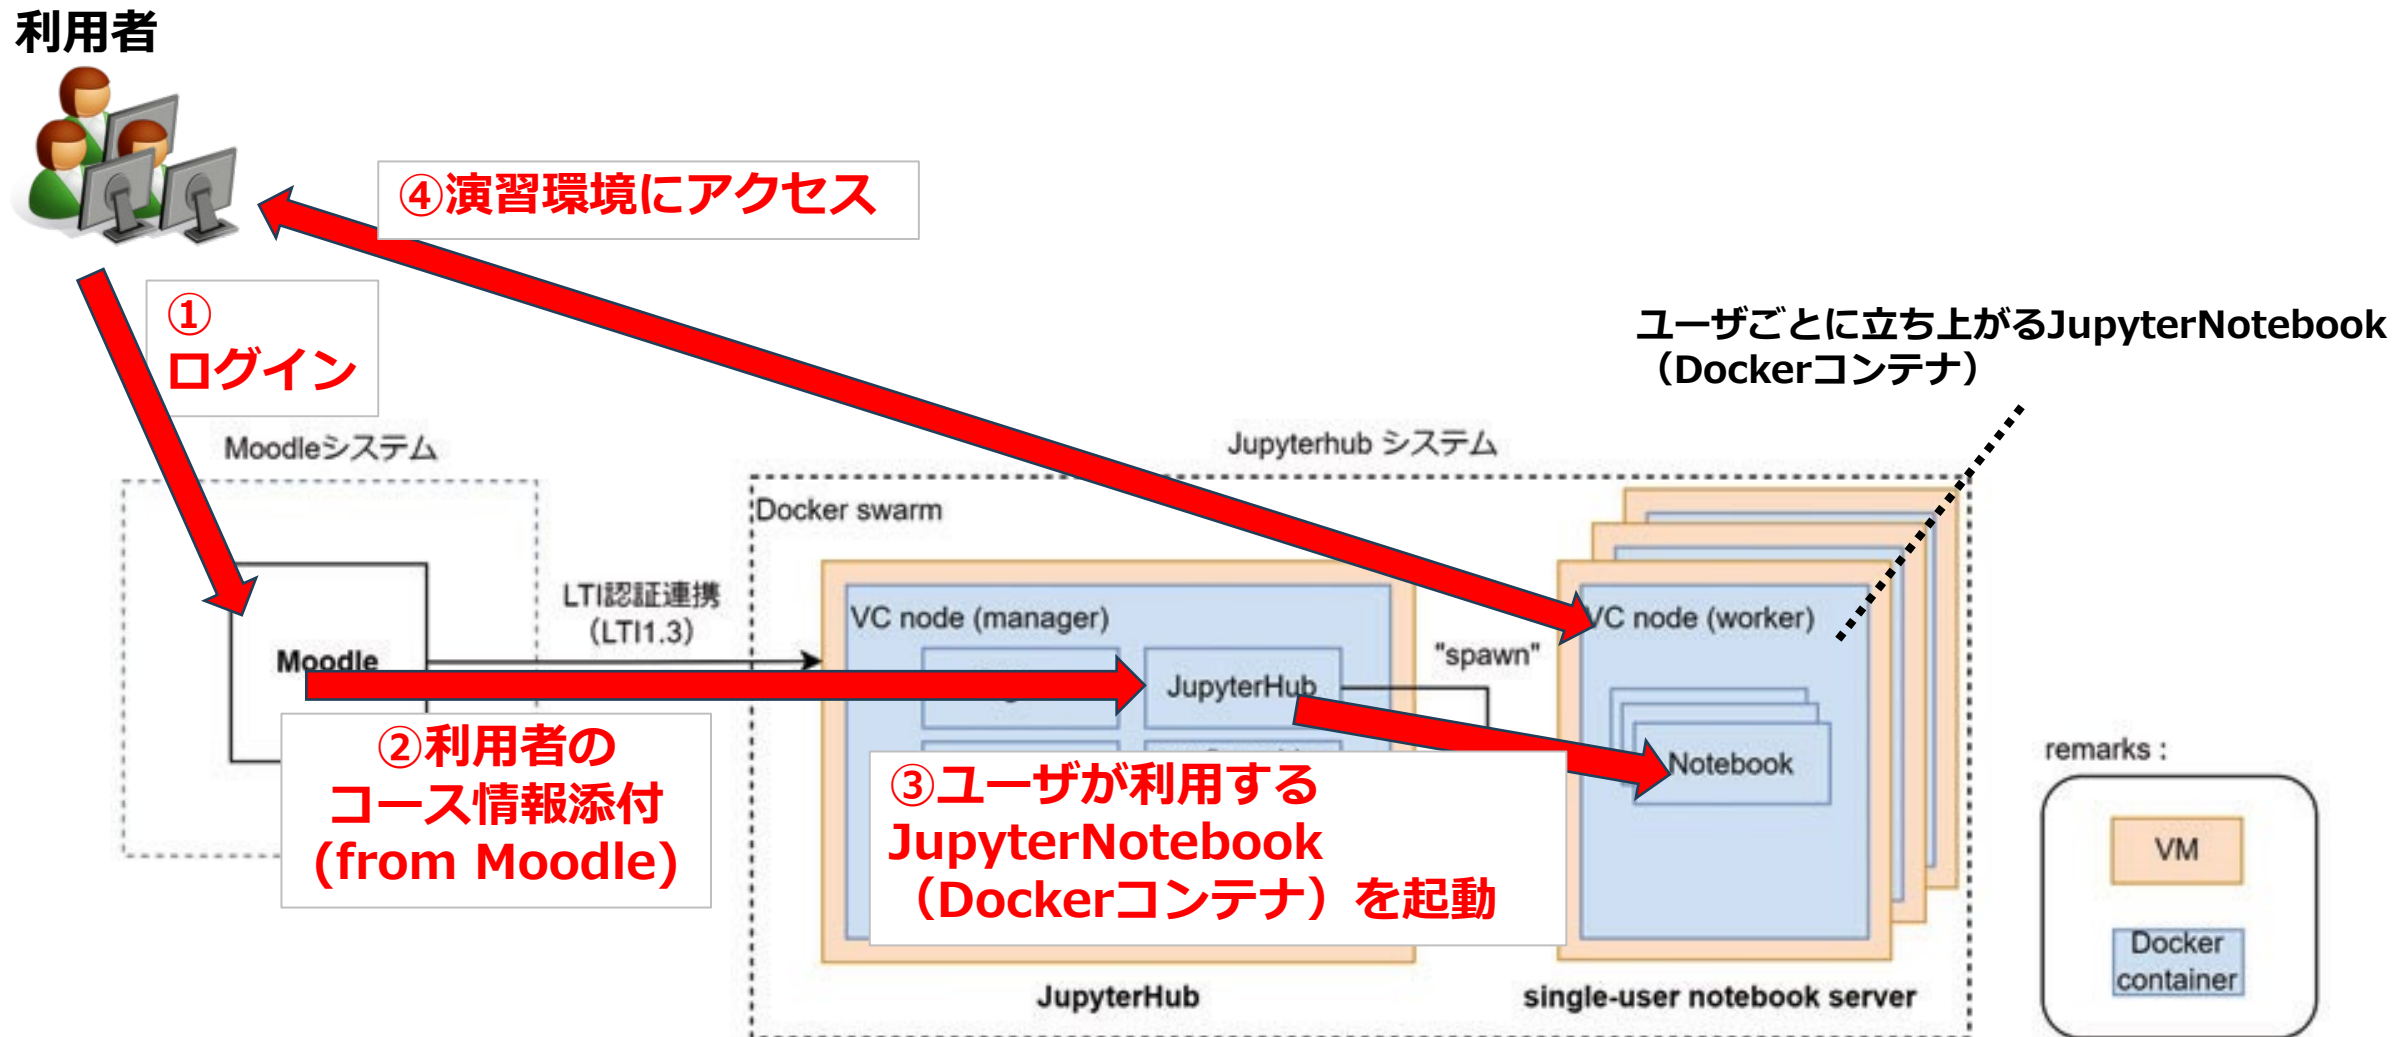 利用者
④演習環境にアクセス
①
ログイン
ユーザごとに立ち上がるJupyterNotebook
（Dockerコンテナ）
Moodleシステム
Jupyterhub システム
Docker swarm
LTI認証連携
（LTI1.3）
VC node (manager)
VC node (worker)
Moodle
JupyterHub
"spawn"
Notebook
②利用者の
コース情報添付
(from Moodle)
③ユーザが利用する
JupyterNotebook
（Dockerコンテナ）を起動
JupyterHub
single-user notebook server
remarks :
VM
Docker
container